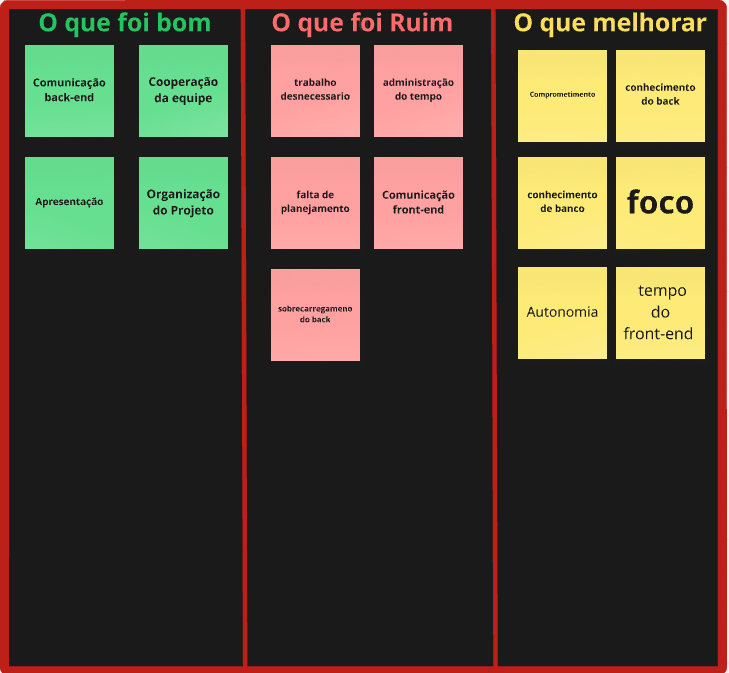 O que foi bom
O que foi Ruim
O que melhorar
Comunicação
back-end
Cooperação
da equipe
Apresentação
Organização
do Projeto
trabalho
desnecessario
administração
do tempo
falta de
planejamento
Comunicação
front-end
sobrecarregameno
do back
Comprometimento
conhecimento
do back
conhecimento
de banco
foco
Autonomia
tempo
do
front-end